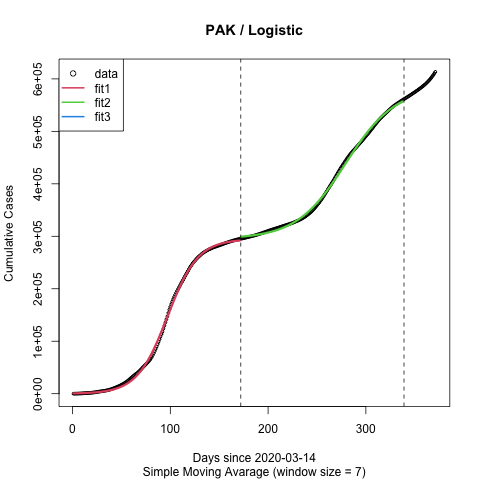 PAK / Logistic
data
fit1
fit2
fit3
6e+05
5e+05
4e+05
3e+05
2e+05
1e+05
0e+00
Cumulative Cases
0 100 200 300
Days since 2020-03-14
Simple Moving Avarage (window size = 7)